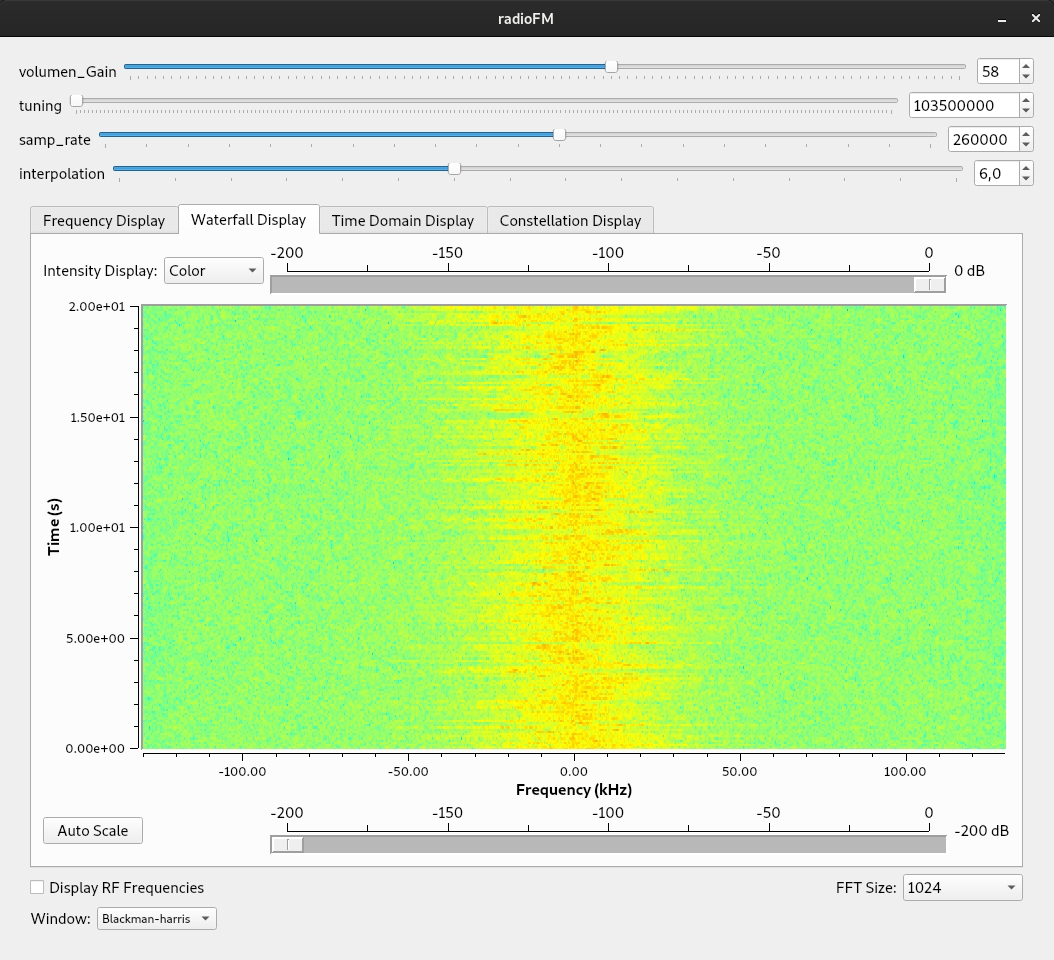 radioFM
volumen_Gain 58
tuning 103500000
samp_rate 260000
interpolation 6,0
Frequency Display Waterfall Display Time Domain Display Constellation Display
-200 -150 -100 -50 0
Intensity Display: Color 0 dB
2.00e+01
1.50e+01
1.00e+01
5.00e+00
0.00e+00
Time (s)
-100.00 -50.00 0.00 50.00 100.00
Frequency (kHz)
-200 -150 -100 -50 0
Auto Scale -200 dB
Display RF Frequencies FFT Size: 1024
Window: Blackman-harris